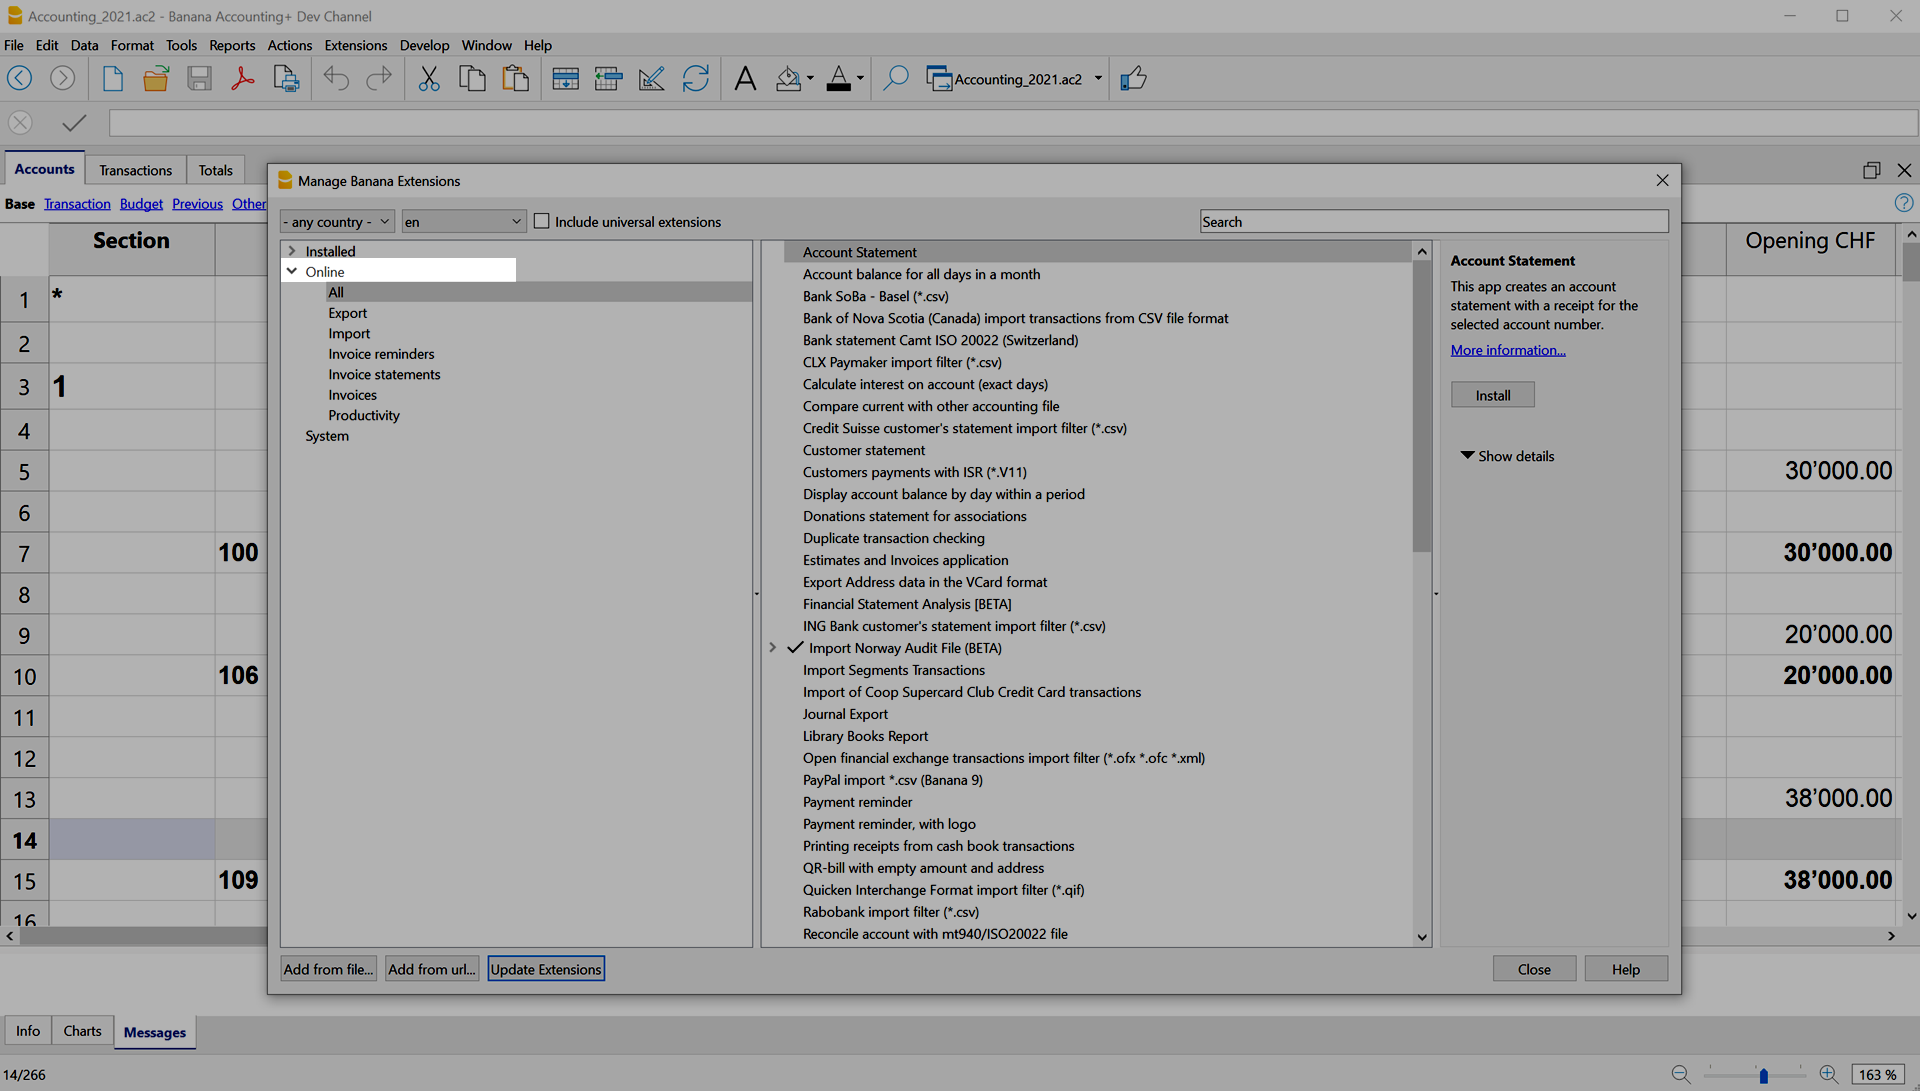 Accounting_2021.ac2 - Banana Accounting+ Dev Channel
File Edit Data Format Tools Reports Actions Extensions Develop Window Help
Accounting_2021.ac2
Accounts Transactions Totals
Base Transaction Budget Previous Other
Section
Opening CHF
1 *
2
3 1
4
5 30’000.00
6
7 100 30’000.00
8
9 20’000.00
10 106 20’000.00
11
12
13 38’000.00
14
15 109 38’000.00
16
Manage Banana Extensions
- any country - en Include universal extensions Search
Installed
Online
All
Export
Import
Invoice reminders
Invoice statements
Invoices
Productivity
System
Account Statement
Account balance for all days in a month
Bank SoBa - Basel (*.csv)
Bank of Nova Scotia (Canada) import transactions from CSV file format
Bank statement Camt ISO 20022 (Switzerland)
CLX Paymaker import filter (*.csv)
Calculate interest on account (exact days)
Compare current with other accounting file
Credit Suisse customer's statement import filter (*.csv)
Customer statement
Customers payments with ISR (*.V11)
Display account balance by day within a period
Donations statement for associations
Duplicate transaction checking
Estimates and Invoices application
Export Address data in the VCard format
Financial Statement Analysis [BETA]
ING Bank customer's statement import filter (*.csv)
Import Norway Audit File (BETA)
Import Segments Transactions
Import of Coop Supercard Club Credit Card transactions
Journal Export
Library Books Report
Open financial exchange transactions import filter (*.ofx *.ofc *.xml)
PayPal import *.csv (Banana 9)
Payment reminder
Payment reminder, with logo
Printing receipts from cash book transactions
QR-bill with empty amount and address
Quicken Interchange Format import filter (*.qif)
Rabobank import filter (*.csv)
Reconcile account with mt940/ISO20022 file
Account Statement
This app creates an account
statement with a receipt for the
selected account number.
More information...
Install
Show details
Add from file... Add from url... Update Extensions Close Help
Info Charts Messages
14/266 163 %